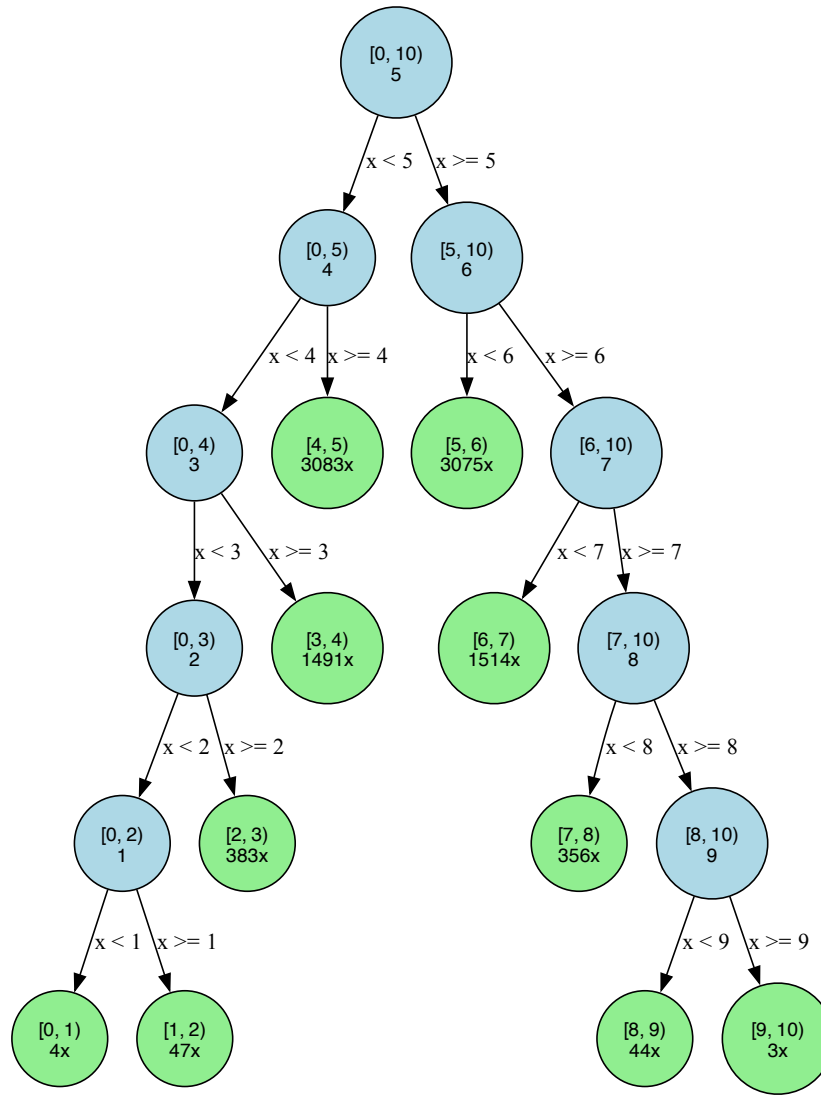 [0, 10)
5
x < 5
x >= 5
[0, 5)
4
[5, 10)
6
x < 4
x >= 4
x < 6
x >= 6
[0, 4)
3
[4, 5)
3083x
[5, 6)
3075x
[6, 10)
7
x < 3
x >= 3
x < 7
x >= 7
[0, 3)
2
[3, 4)
1491x
[6, 7)
1514x
[7, 10)
8
x < 2
x >= 2
x < 8
x >= 8
[0, 2)
1
[2, 3)
383x
[7, 8)
356x
[8, 10)
9
x < 1
x >= 1
x < 9
x >= 9
[0, 1)
4x
[1, 2)
47x
[8, 9)
44x
[9, 10)
3x